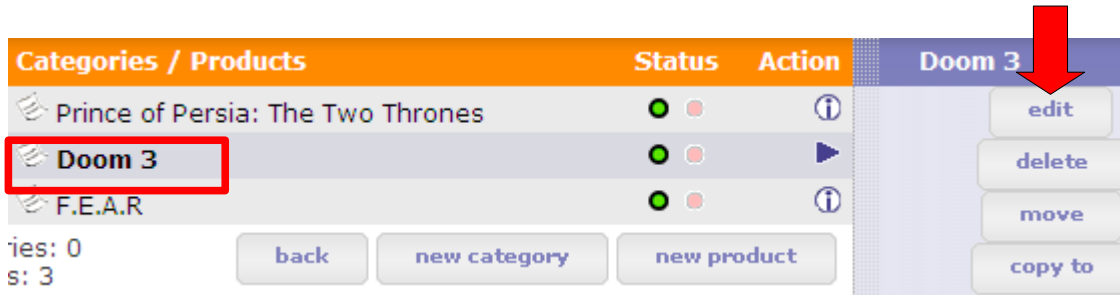 Categories / Products Status Action Doom 3
Prince of Persia: The Two Thrones edit
Doom 3 delete
F.E.A.R move
ies: 0 back new category new product
s: 3 copy to